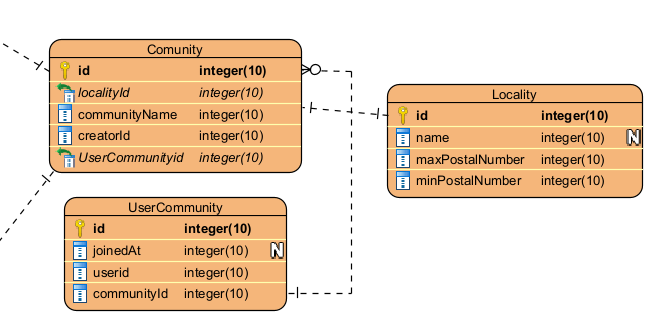 Comunity
id integer(10)
localityId integer(10)
communityName integer(10)
creatorId integer(10)
UserCommunityid integer(10)
Locality
id integer(10)
name integer(10) N
maxPostalNumber integer(10)
minPostalNumber integer(10)
UserCommunity
id integer(10)
joinedAt integer(10) N
userid integer(10)
communityId integer(10)